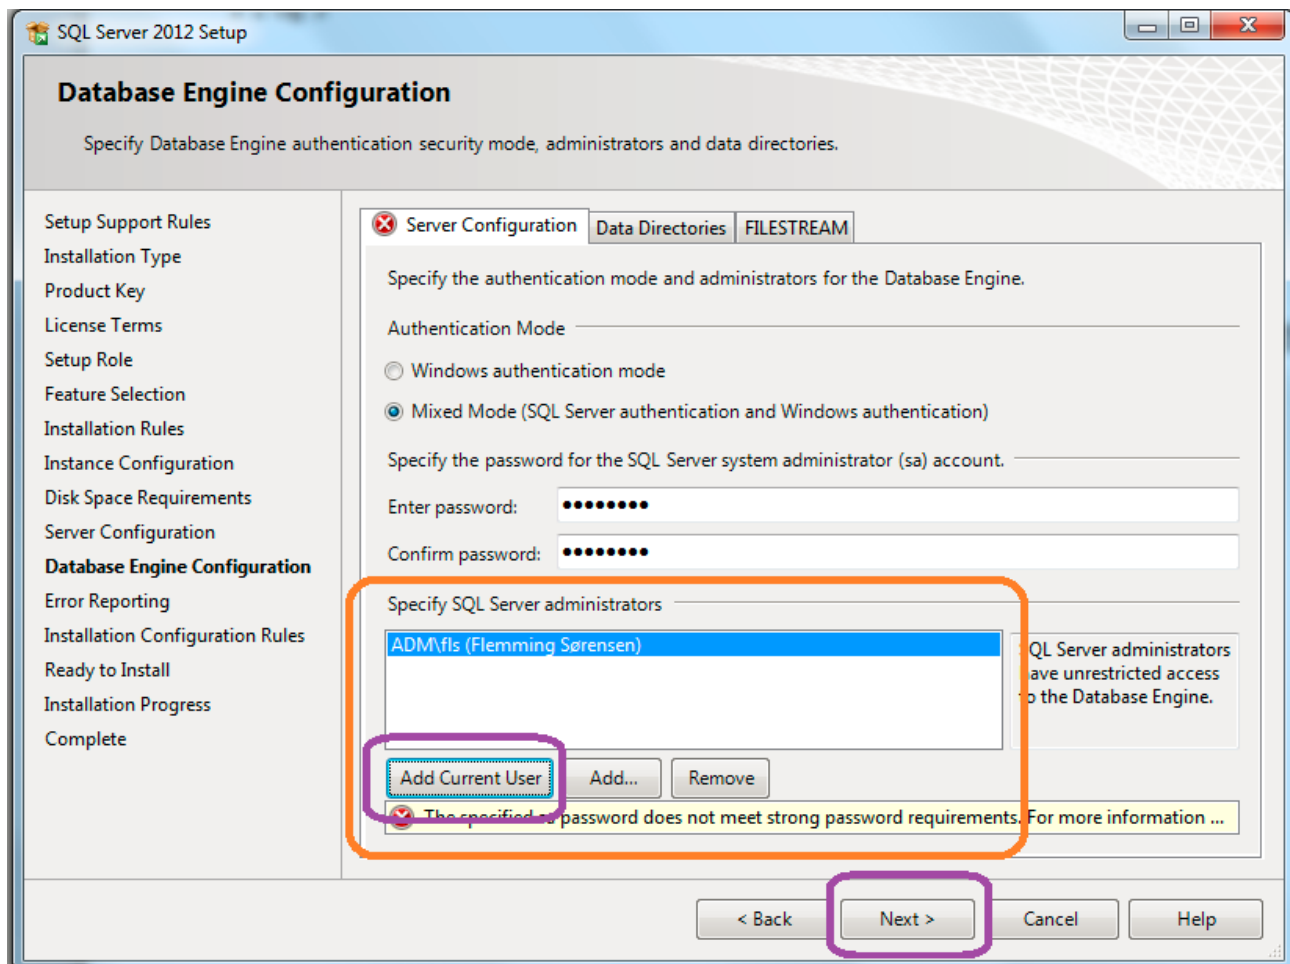 SQL Server 2012 Setup
Database Engine Configuration
Specify Database Engine authentication security mode, administrators and data directories.
Setup Support Rules
Installation Type
Product Key
License Terms
Setup Role
Feature Selection
Installation Rules
Instance Configuration
Disk Space Requirements
Server Configuration
Database Engine Configuration
Error Reporting
Installation Configuration Rules
Ready to Install
Installation Progress
Complete
Server Configuration
Data Directories
FILESTREAM
Specify the authentication mode and administrators for the Database Engine.
Authentication Mode
Windows authentication mode
Mixed Mode (SQL Server authentication and Windows authentication)
Specify the password for the SQL Server system administrator (sa) account.
Enter password: ●●●●●●●●
Confirm password: ●●●●●●●●
Specify SQL Server administrators
ADM\fls (Flemming Sørensen)
SQL Server administrators
have unrestricted access
to the Database Engine.
Add Current User
Add...
Remove
The specified sa password does not meet strong password requirements. For more information ...
< Back
Next >
Cancel
Help